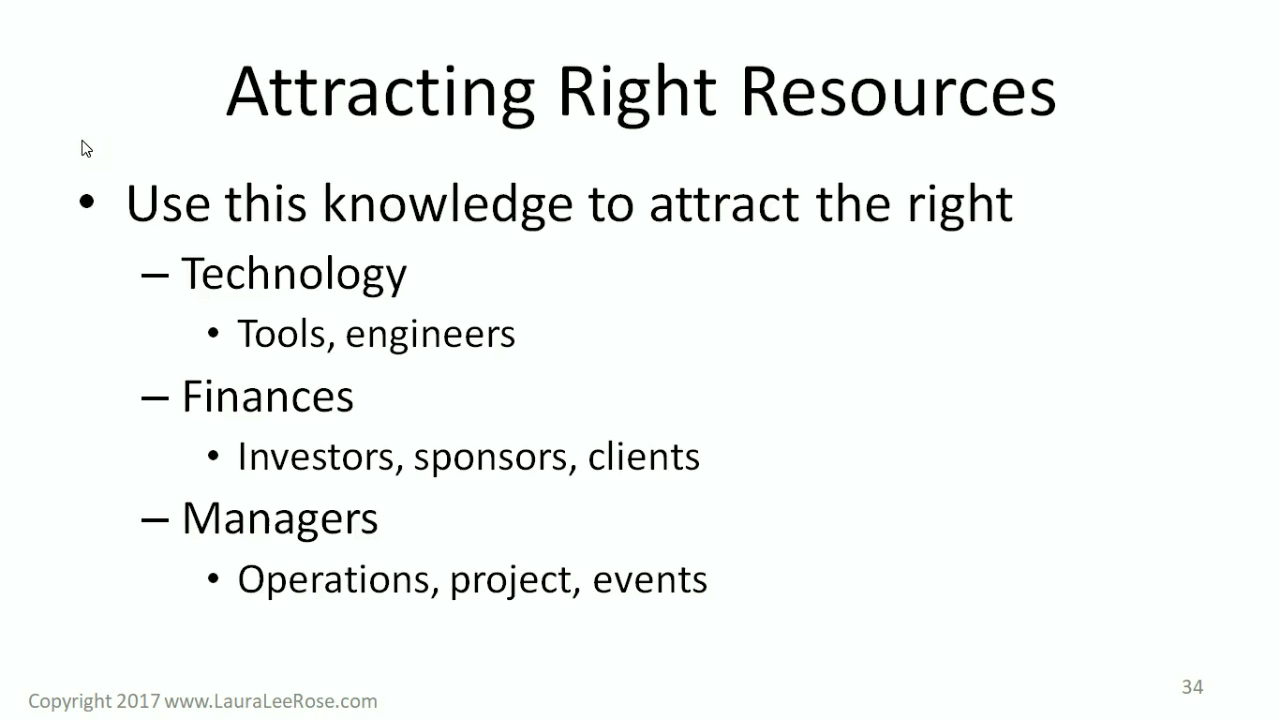 Attracting Right Resources
• Use this knowledge to attract the right
– Technology
• Tools, engineers
– Finances
• Investors, sponsors, clients
– Managers
• Operations, project, events
Copyright 2017 www.LauraLeeRose.com
34